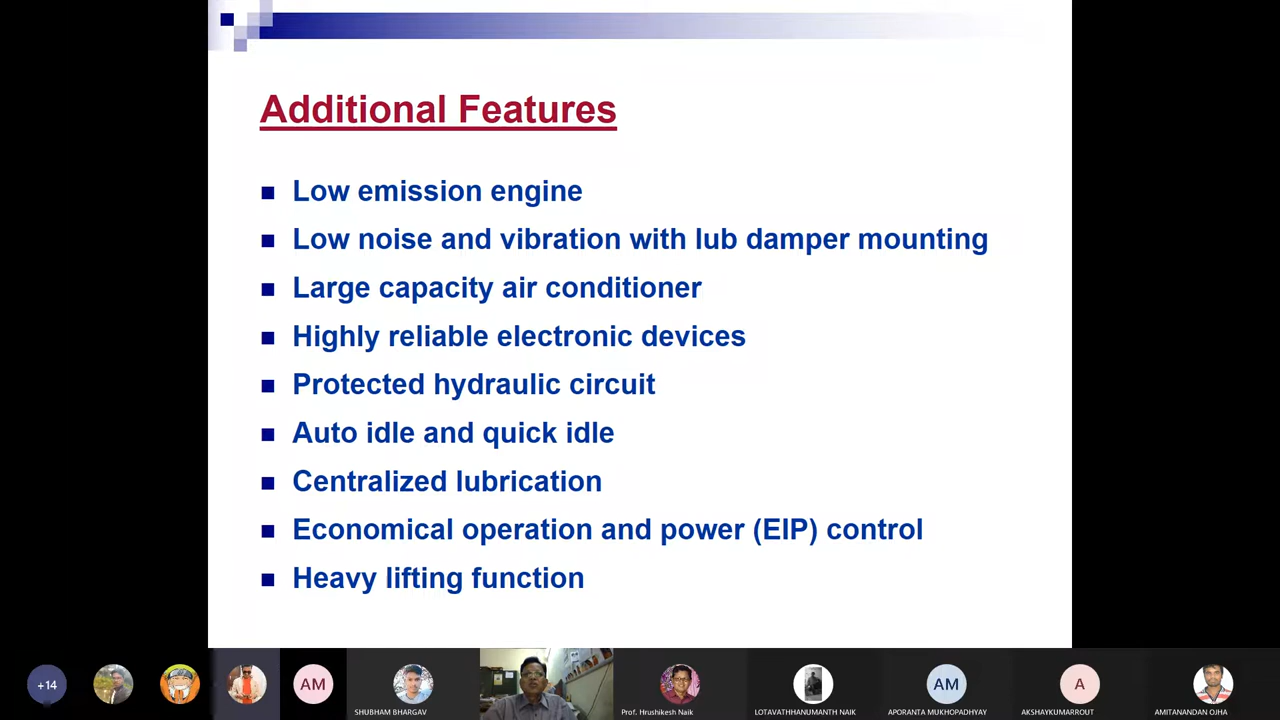 Additional Features
Low emission engine
Low noise and vibration with lub damper mounting
Large capacity air conditioner
Highly reliable electronic devices
Protected hydraulic circuit
Auto idle and quick idle
Centralized lubrication
Economical operation and power (EIP) control
Heavy lifting function
+14
AM
AM
A
SHUBHAM BHARGAV
Prof. Hrushikesh Naik
LOTAVATHHANUMANTH NAIK
APORANTA MUKHOPADHYAY
AKSHAYKUMARROUT
AMITANANDAN OJHA